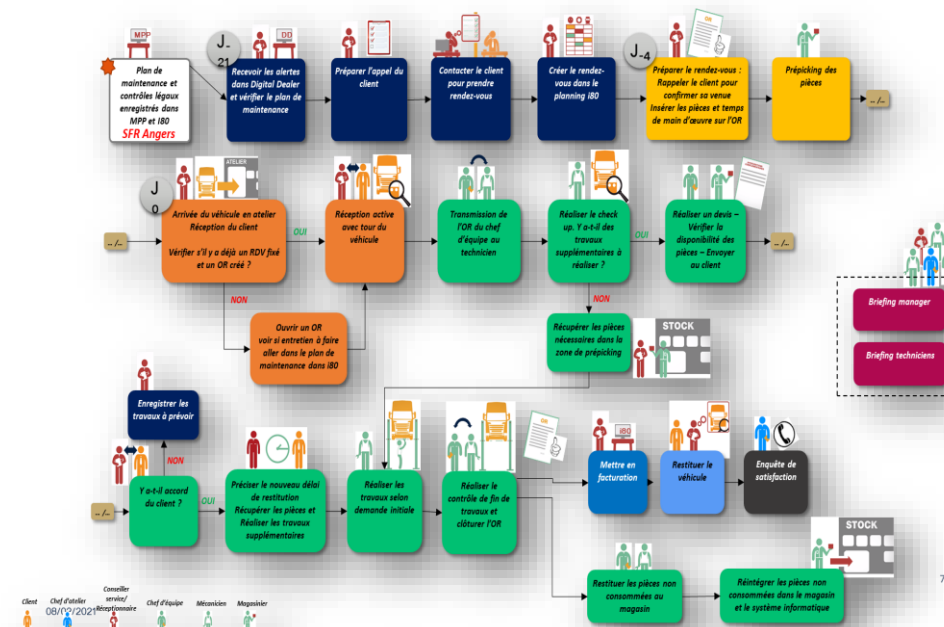 MPP
DD
J-
21
J-4
OR
Plan de
maintenance et
contrôles légaux
enregistrés dans
MPP et I80
SFR Angers
Recevoir les alertes
dans Digital Dealer
et vérifier le plan de
maintenance
Préparer l'appel du
client
Contacter le client
pour prendre
rendez-vous
Créer le rendez-
vous dans le
planning i80
Préparer le rendez-vous :
Rappeler le client pour
confirmer sa venue
Insérer les pièces et temps
de main d'œuvre sur l'OR
Prépicking des
pièces
.. /..
ATELIER
J
0
.. /..
Arrivée du véhicule en atelier
Réception du client
Vérifier s'il y a déjà un RDV fixé
et un OR créé ?
OUI
Réception active
avec tour du
véhicule
Transmission de
l'OR du chef
d'équipe au
technicien
Réaliser le check
up. Y a-t-il des
travaux
supplémentaires à
réaliser ?
OUI
Réaliser un devis –
Vérifier la
disponibilité des
pièces – Envoyer
au client
.. /..
NON
NON
Ouvrir un OR
voir si entretien à faire
aller dans le plan de
maintenance dans i80
Récupérer les pièces
nécessaires dans la
zone de prépicking
STOCK
Briefing manager
Briefing techniciens
Enregistrer les
travaux à prévoir
NON
.. /..
Y a-t-il accord
du client ?
OUI
Préciser le nouveau délai
de restitution
Récupérer les pièces et
Réaliser les travaux
supplémentaires
Réaliser les
travaux selon
demande initiale
Réaliser le
contrôle de fin de
travaux et
clôturer l'OR
OR
i80
Mettre en
facturation
Restituer le
véhicule
Enquête de
satisfaction
STOCK
Restituer les pièces non
consommées au
magasin
Réintégrer les pièces non
consommées dans le magasin
et le système informatique
7
Client
Chef d'atelier
Conseiller
service/
Réceptionnaire
Chef d'équipe
Mécanicien
Magasinier
08/02/2021